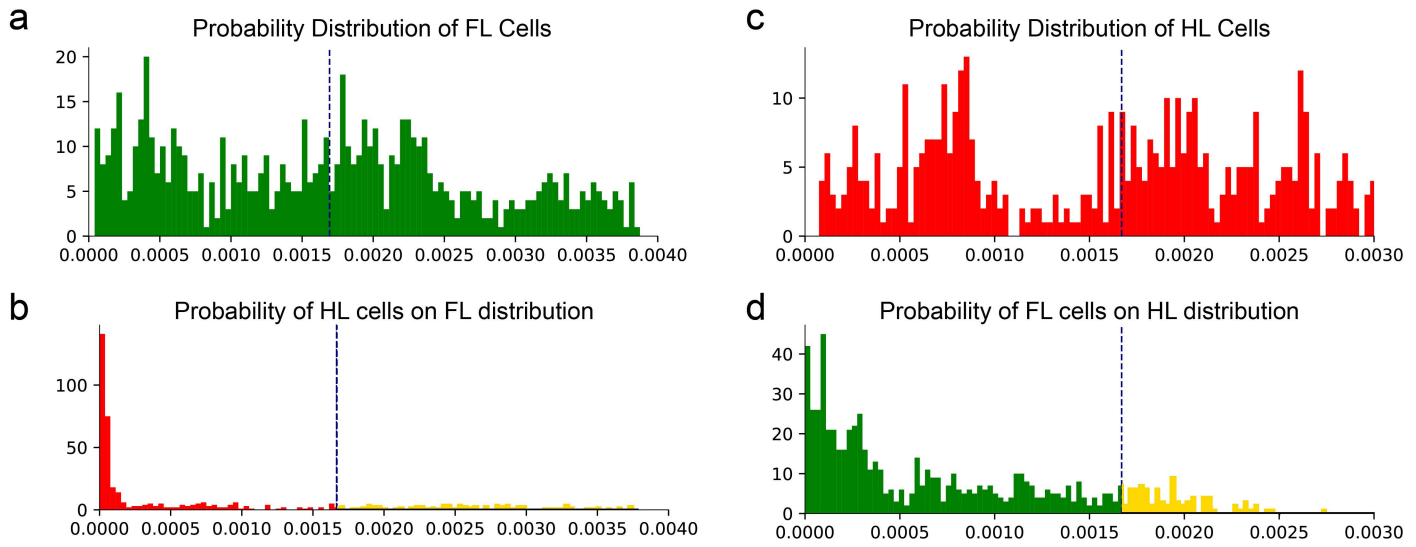 a
Probability Distribution of FL Cells
20
15
10
5
0
0.0000 0.0005 0.0010 0.0015 0.0020 0.0025 0.0030 0.0035 0.0040
c
Probability Distribution of HL Cells
10
5
0
0.0000 0.0005 0.0010 0.0015 0.0020 0.0025 0.0030
b
Probability of HL cells on FL distribution
100
50
0
0.0000 0.0005 0.0010 0.0015 0.0020 0.0025 0.0030 0.0035 0.0040
d
Probability of FL cells on HL distribution
40
30
20
10
0
0.0000 0.0005 0.0010 0.0015 0.0020 0.0025 0.0030